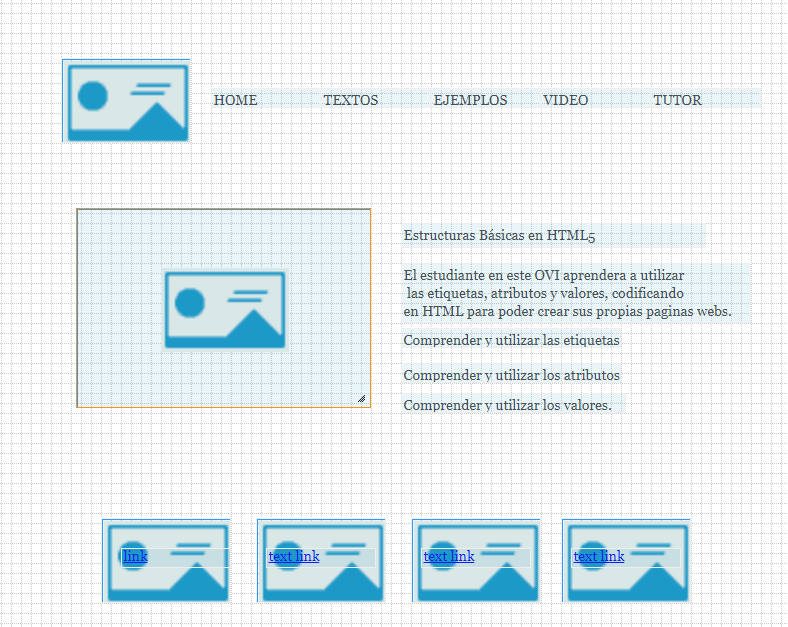 HOME TEXTOS EJEMPLOS VIDEO TUTOR
Estructuras Básicas en HTML5
El estudiante en este OVI aprendera a utilizar
las etiquetas, atributos y valores, codificando
en HTML para poder crear sus propias paginas webs.
Comprender y utilizar las etiquetas
Comprender y utilizar los atributos
Comprender y utilizar los valores.
link text link text link text link